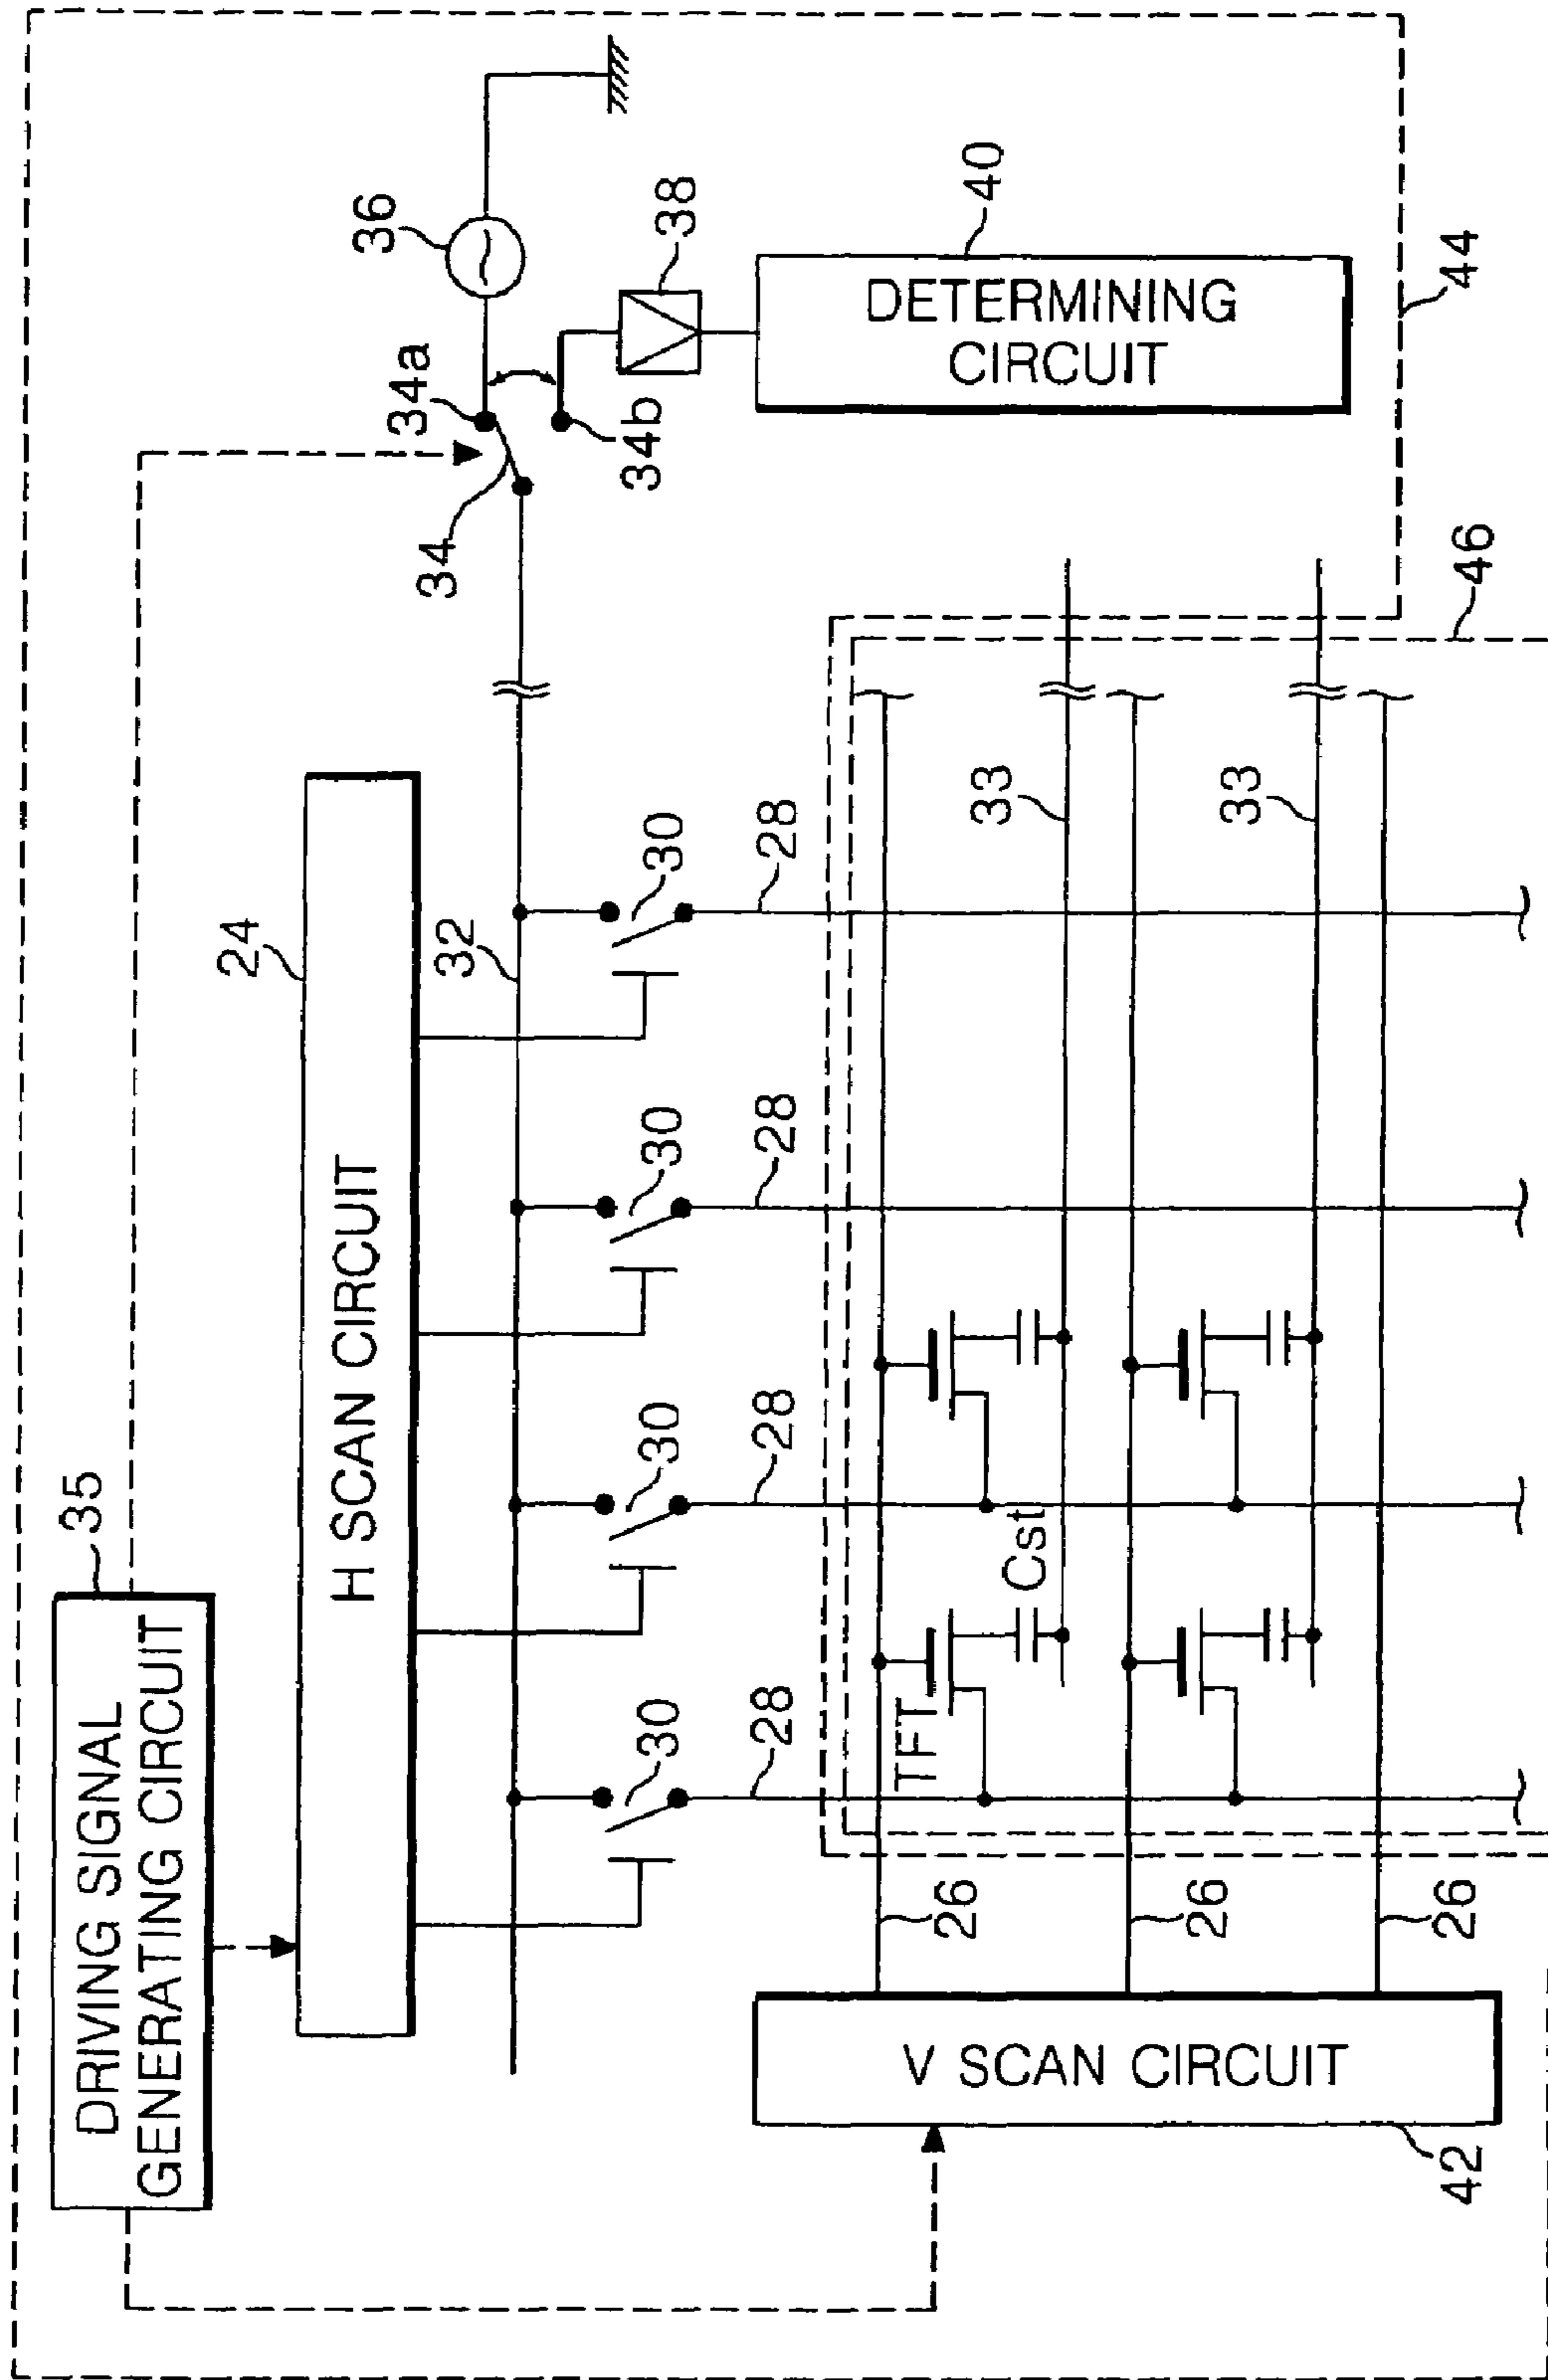 DRIVING SIGNAL
GENERATING CIRCUIT
35
24
H SCAN CIRCUIT
32
34
34a
34b
36
38
DETERMINING
CIRCUIT
40
44
46
30
30
30
30
28
28
28
28
TFT
Cst
33
33
26
26
26
V SCAN CIRCUIT
42